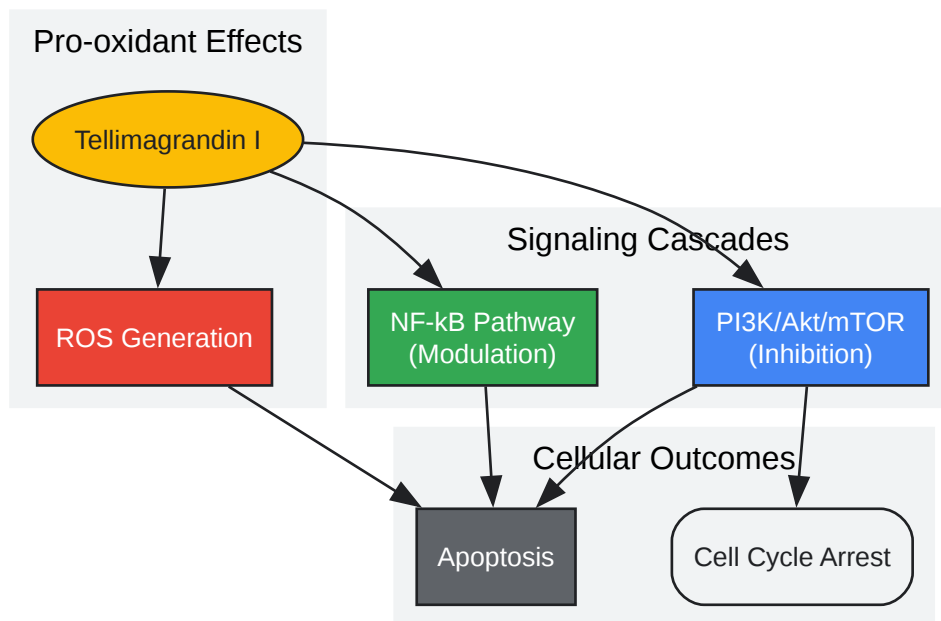 Pro-oxidant Effects
Tellimagrandin I
ROS Generation
Signaling Cascades
NF-kB Pathway
(Modulation)
PI3K/Akt/mTOR
(Inhibition)
Cellular Outcomes
Apoptosis
Cell Cycle Arrest